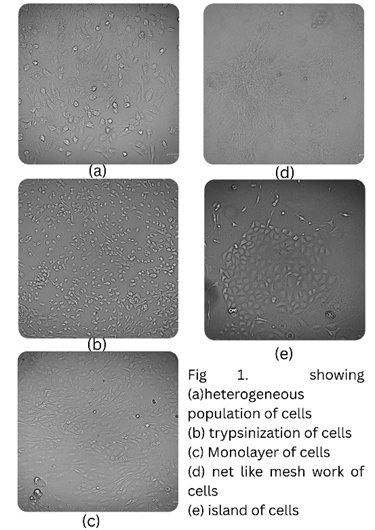 (a)
(d)
(b)
(e)
(c)
Fig 1. showing
(a)heterogeneous
population of cells
(b) trypsinization of cells
(c) Monolayer of cells
(d) net like mesh work of
cells
(e) island of cells